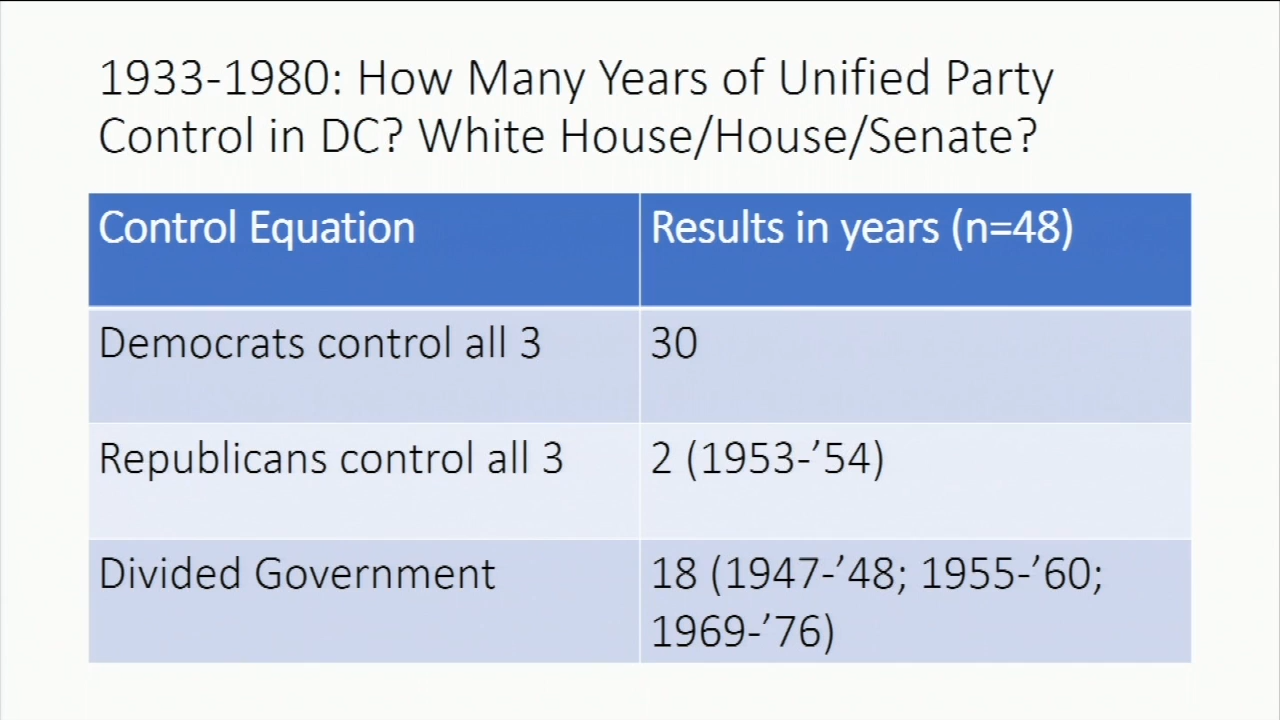 1933-1980: How Many Years of Unified Party
Control in DC? White House/House/Senate?
Control Equation
Results in years (n=48)
Democrats control all 3
30
Republicans control all 3
2 (1953-’54)
Divided Government
18 (1947-’48; 1955-’60;
1969-’76)